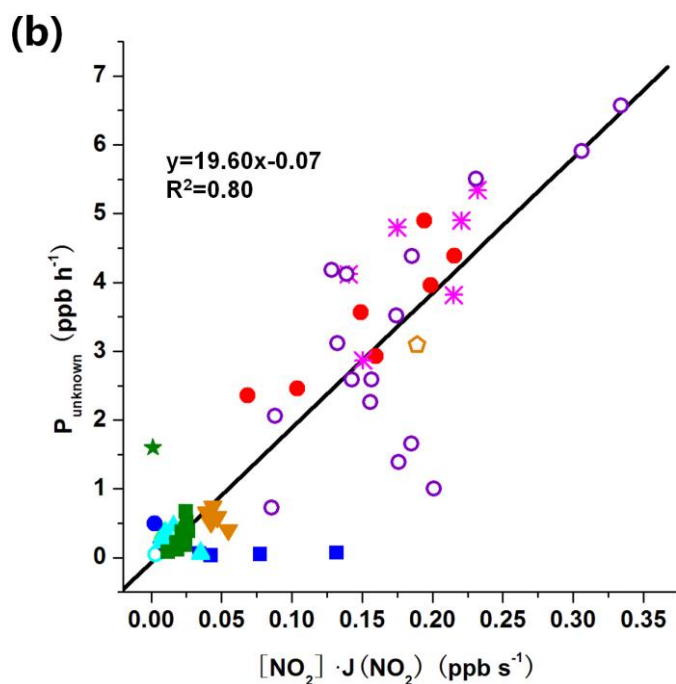 (b)
y=19.60x-0.07
R²=0.80
P_unknown (ppb h⁻¹)
7
6
5
4
3
2
1
0
0.00 0.05 0.10 0.15 0.20 0.25 0.30 0.35
[NO₂] ·J(NO₂) (ppb s⁻¹)